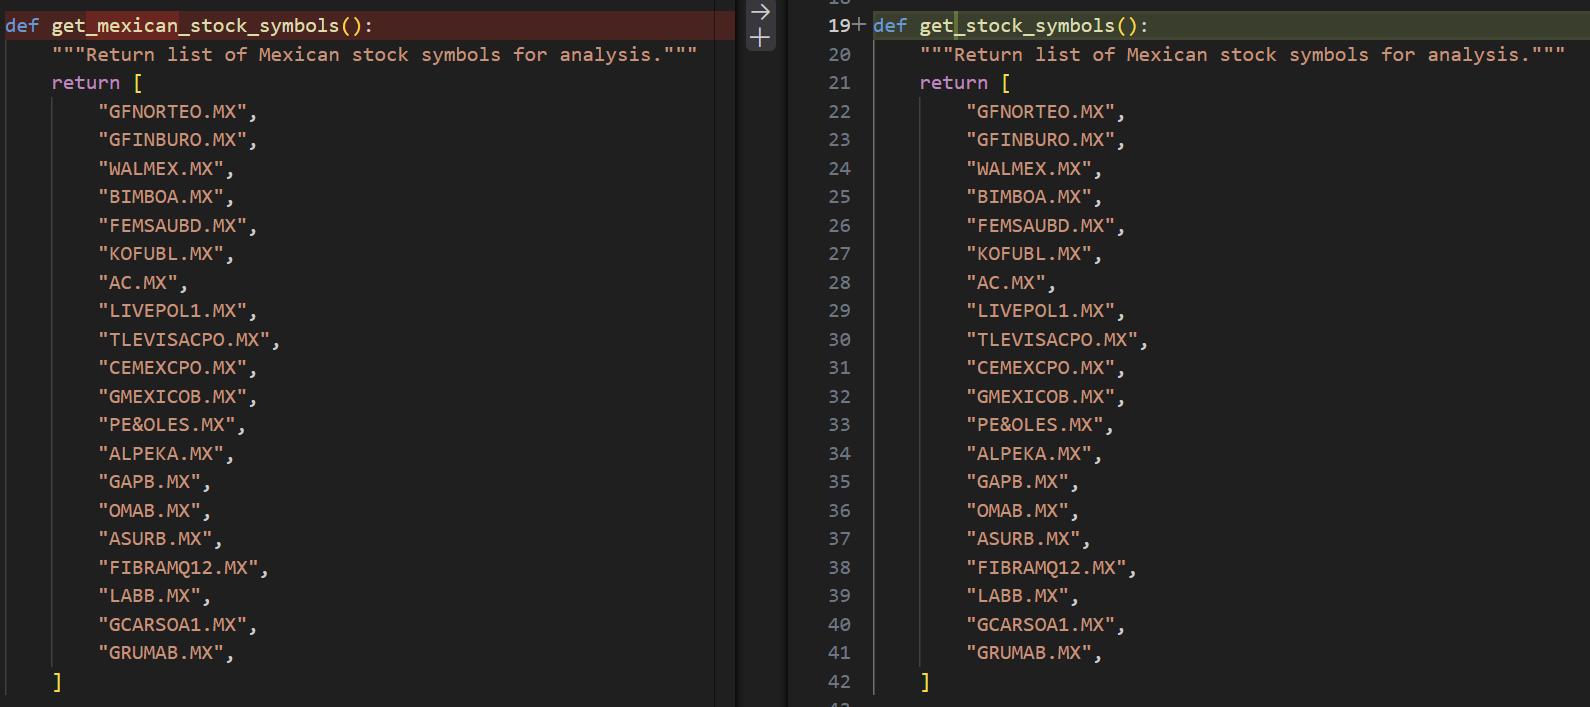 def get_mexican_stock_symbols():
    """Return list of Mexican stock symbols for analysis."""
    return [
        "GFNORTEO.MX",
        "GFINBURO.MX",
        "WALMEX.MX",
        "BIMBOA.MX",
        "FEMSAUBD.MX",
        "KOFUBL.MX",
        "AC.MX",
        "LIVEPOL1.MX",
        "TLEVISACPO.MX",
        "CEMEXCPO.MX",
        "GMEXICOB.MX",
        "PE&OLES.MX",
        "ALPEKA.MX",
        "GAPB.MX",
        "OMAB.MX",
        "ASURB.MX",
        "FIBRAMQ12.MX",
        "LABB.MX",
        "GCARSOA1.MX",
        "GRUMAB.MX",
    ]
19+ def get_stock_symbols():
20     """Return list of Mexican stock symbols for analysis."""
21     return [
22         "GFNORTEO.MX",
23         "GFINBURO.MX",
24         "WALMEX.MX",
25         "BIMBOA.MX",
26         "FEMSAUBD.MX",
27         "KOFUBL.MX",
28         "AC.MX",
29         "LIVEPOL1.MX",
30         "TLEVISACPO.MX",
31         "CEMEXCPO.MX",
32         "GMEXICOB.MX",
33         "PE&OLES.MX",
34         "ALPEKA.MX",
35         "GAPB.MX",
36         "OMAB.MX",
37         "ASURB.MX",
38         "FIBRAMQ12.MX",
39         "LABB.MX",
40         "GCARSOA1.MX",
41         "GRUMAB.MX",
42     ]